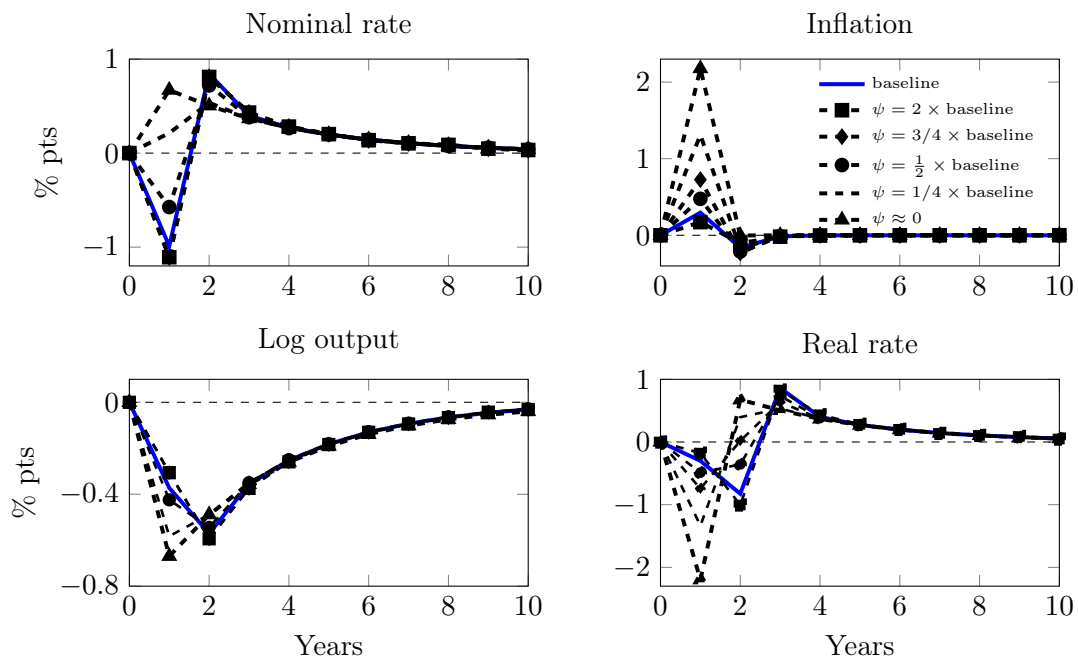 Nominal rate
% pts
1
0
−1
0 2 4 6 8 10
Inflation
2
1
0
0 2 4 6 8 10
baseline
ψ = 2 × baseline
ψ = 3/4 × baseline
ψ = 1/2 × baseline
ψ = 1/4 × baseline
ψ ≈ 0
Log output
% pts
0
−0.4
−0.8
0 2 4 6 8 10
Years
Real rate
1
0
−1
−2
0 2 4 6 8 10
Years